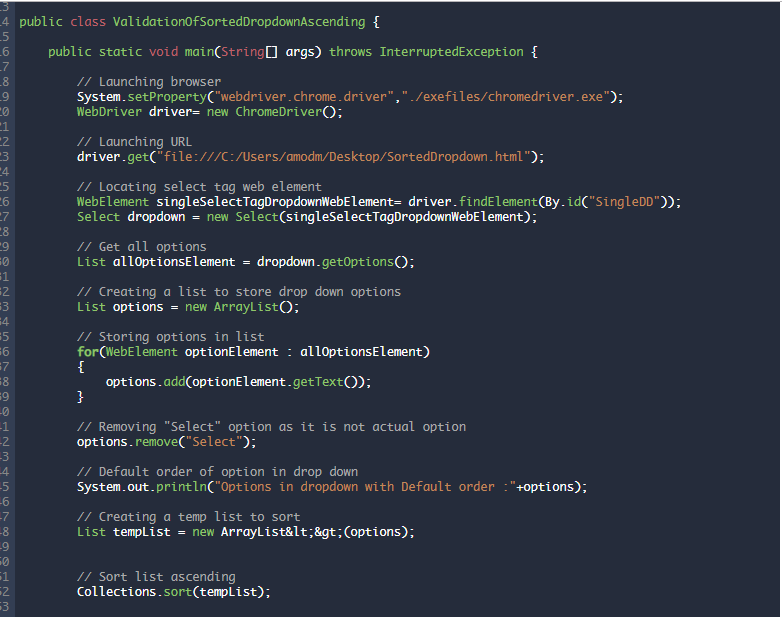 public class ValidationOfSortedDropdownAscending {
public static void main(String[] args) throws InterruptedException {
// Launching browser
System.setProperty("webdriver.chrome.driver","./exefiles/chromedriver.exe");
WebDriver driver= new ChromeDriver();
// Launching URL
driver.get("file:///C:/Users/amodm/Desktop/SortedDropdown.html");
// Locating select tag web element
WebElement singleSelectTagDropdownWebElement= driver.findElement(By.id("SingleDD"));
Select dropdown = new Select(singleSelectTagDropdownWebElement);
// Get all options
List allOptionsElement = dropdown.getOptions();
// Creating a list to store drop down options
List options = new ArrayList();
// Storing options in list
for(WebElement optionElement : allOptionsElement)
{
options.add(optionElement.getText());
}
// Removing "Select" option as it is not actual option
options.remove("Select");
// Default order of option in drop down
System.out.println("Options in dropdown with Default order :"+options);
// Creating a temp list to sort
List tempList = new ArrayList&lt;&gt;(options);
// Sort list ascending
Collections.sort(tempList);